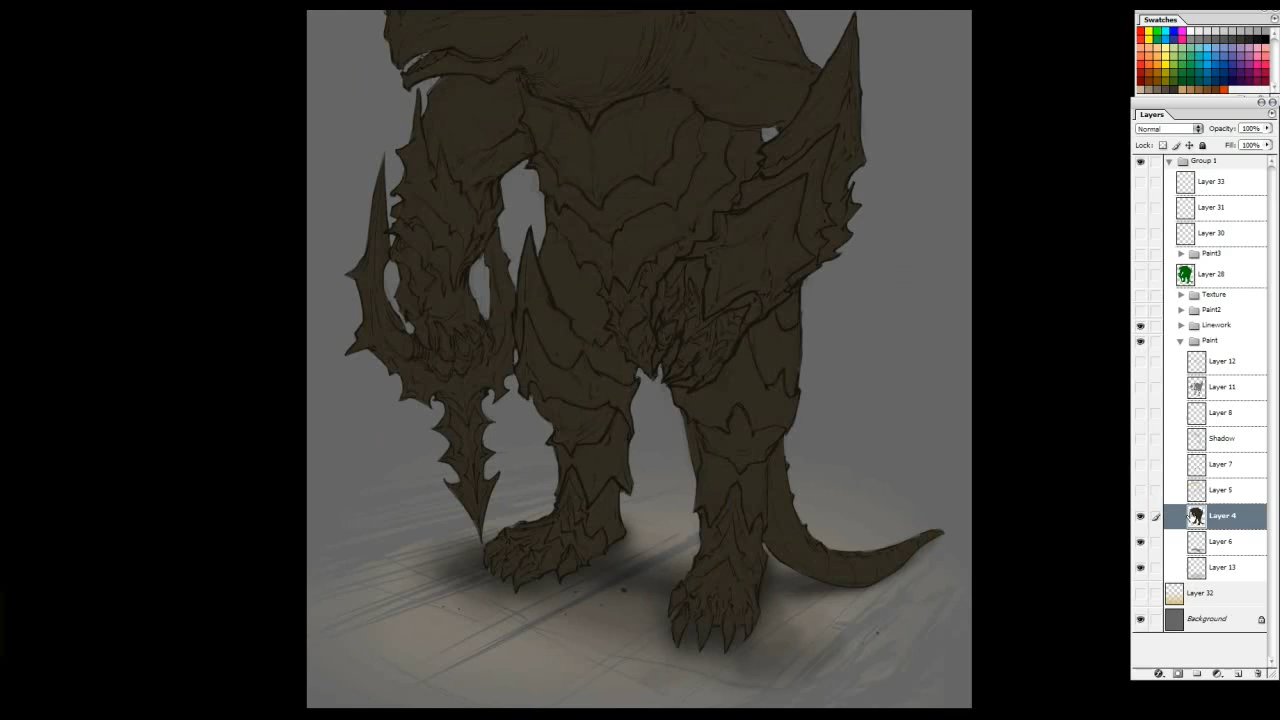 Swatches
Layers
Normal Opacity: 100%
Lock: Fill: 100%
Group 1
Layer 33
Layer 31
Layer 30
Paint3
Layer 28
Texture
Paint2
Linework
Paint
Layer 12
Layer 11
Layer 8
Shadow
Layer 7
Layer 5
Layer 4
Layer 6
Layer 13
Layer 32
Background